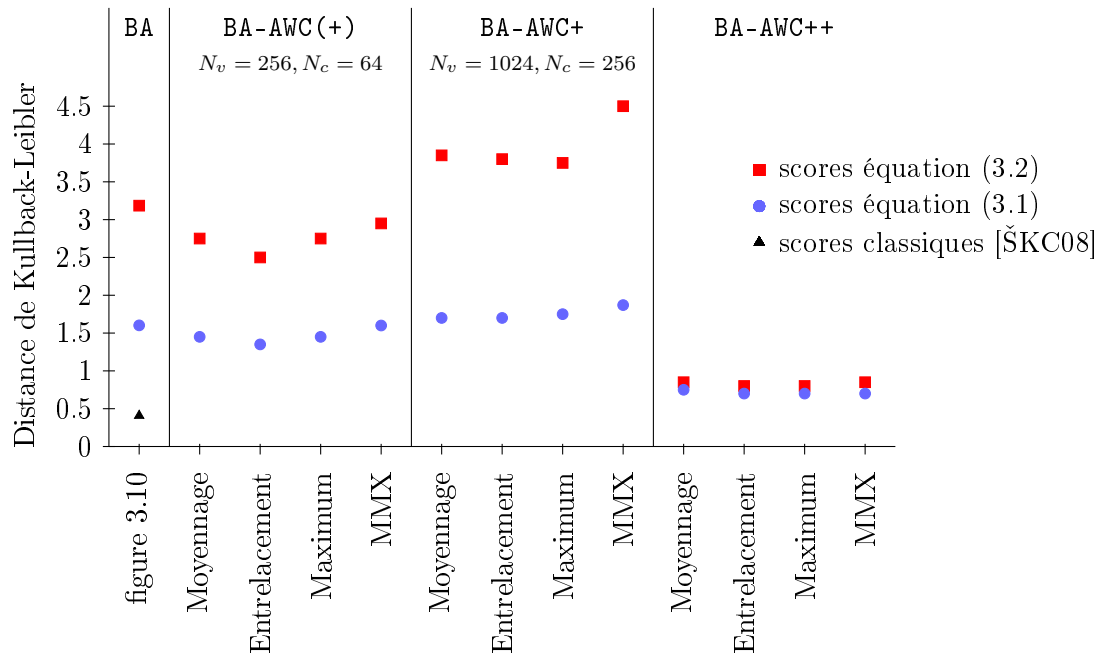 BA
BA-AWC(+)
BA-AWC+
BA-AWC++
N_v = 256, N_c = 64
N_v = 1024, N_c = 256
Distance de Kullback-Leibler
4.5
4
3.5
3
2.5
2
1.5
1
0.5
0
scores équation (3.2)
scores équation (3.1)
scores classiques [ŠKC08]
figure 3.10
Moyennage
Entrelacement
Maximum
MMX
Moyennage
Entrelacement
Maximum
MMX
Moyennage
Entrelacement
Maximum
MMX